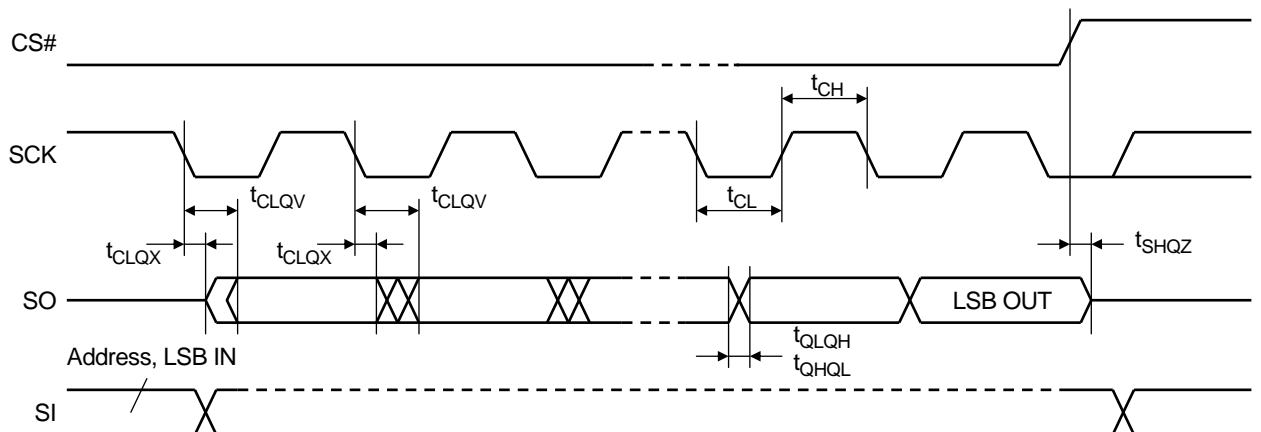 CS#
tCH
SCK
tCLQV
tCLQV
tCL
tCLQX
tCLQX
tSHQZ
SO
LSB OUT
tQLQH
tQHQL
Address, LSB IN
SI